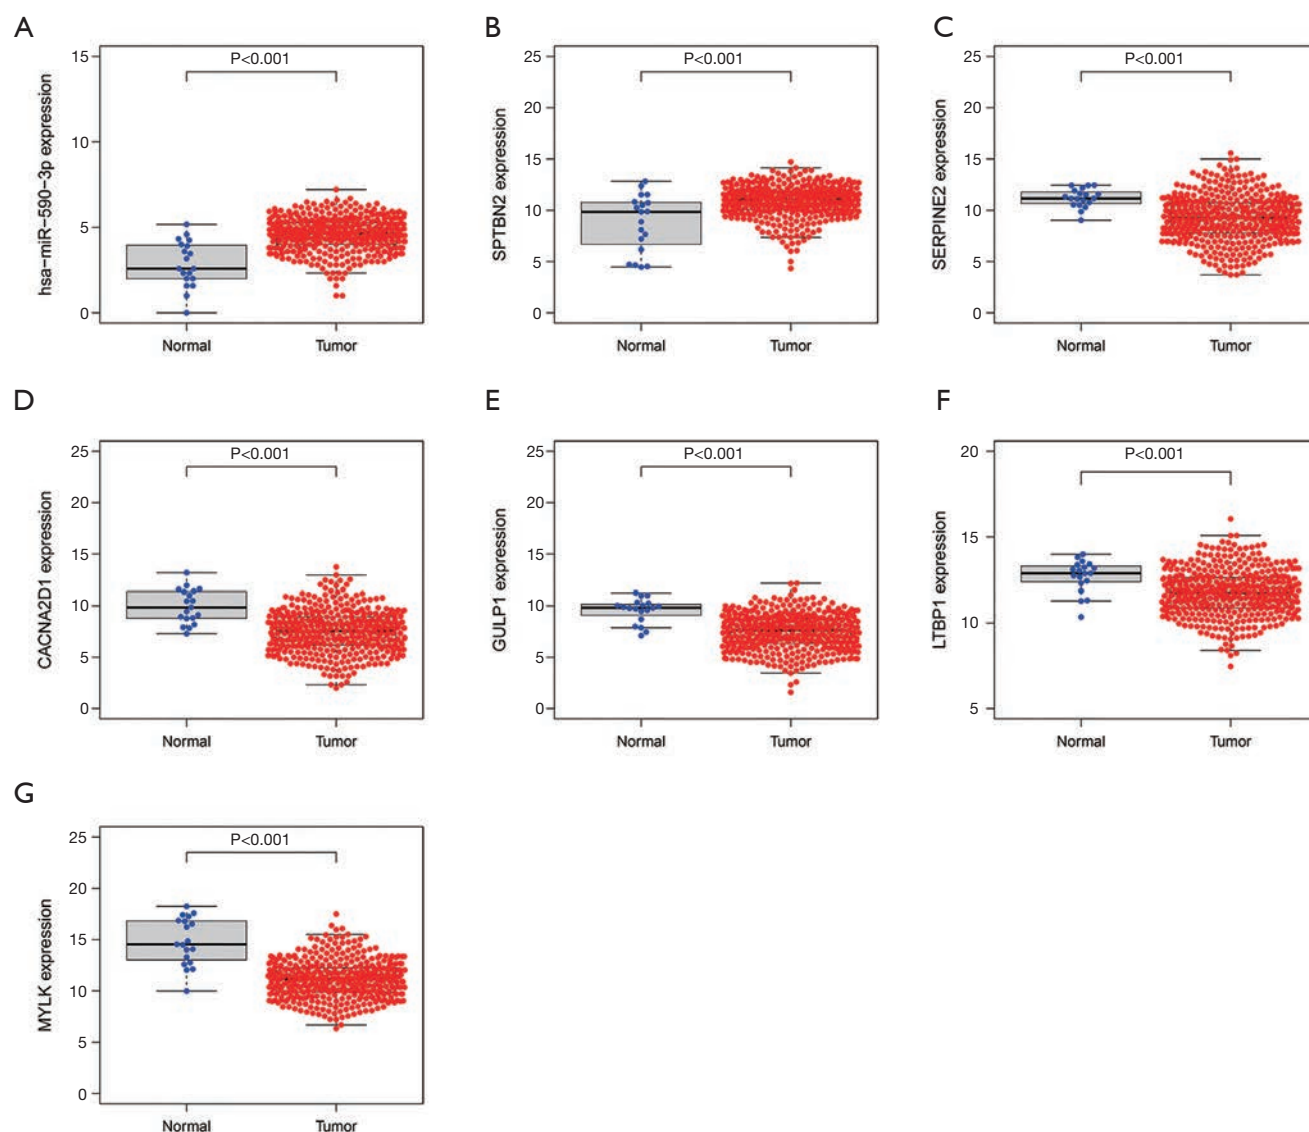 A
B
C
P<0.001
P<0.001
P<0.001
hsa-miR-590-3p expression
15
10
5
0
Normal
Tumor
SPTBN2 expression
25
20
15
10
5
0
Normal
Tumor
SERPINE2 expression
25
20
15
10
5
0
Normal
Tumor
D
E
F
P<0.001
P<0.001
P<0.001
CACNA2D1 expression
25
20
15
10
5
0
Normal
Tumor
GULP1 expression
25
20
15
10
5
0
Normal
Tumor
LTBP1 expression
20
15
10
5
Normal
Tumor
G
P<0.001
MYLK expression
25
20
15
10
5
0
Normal
Tumor